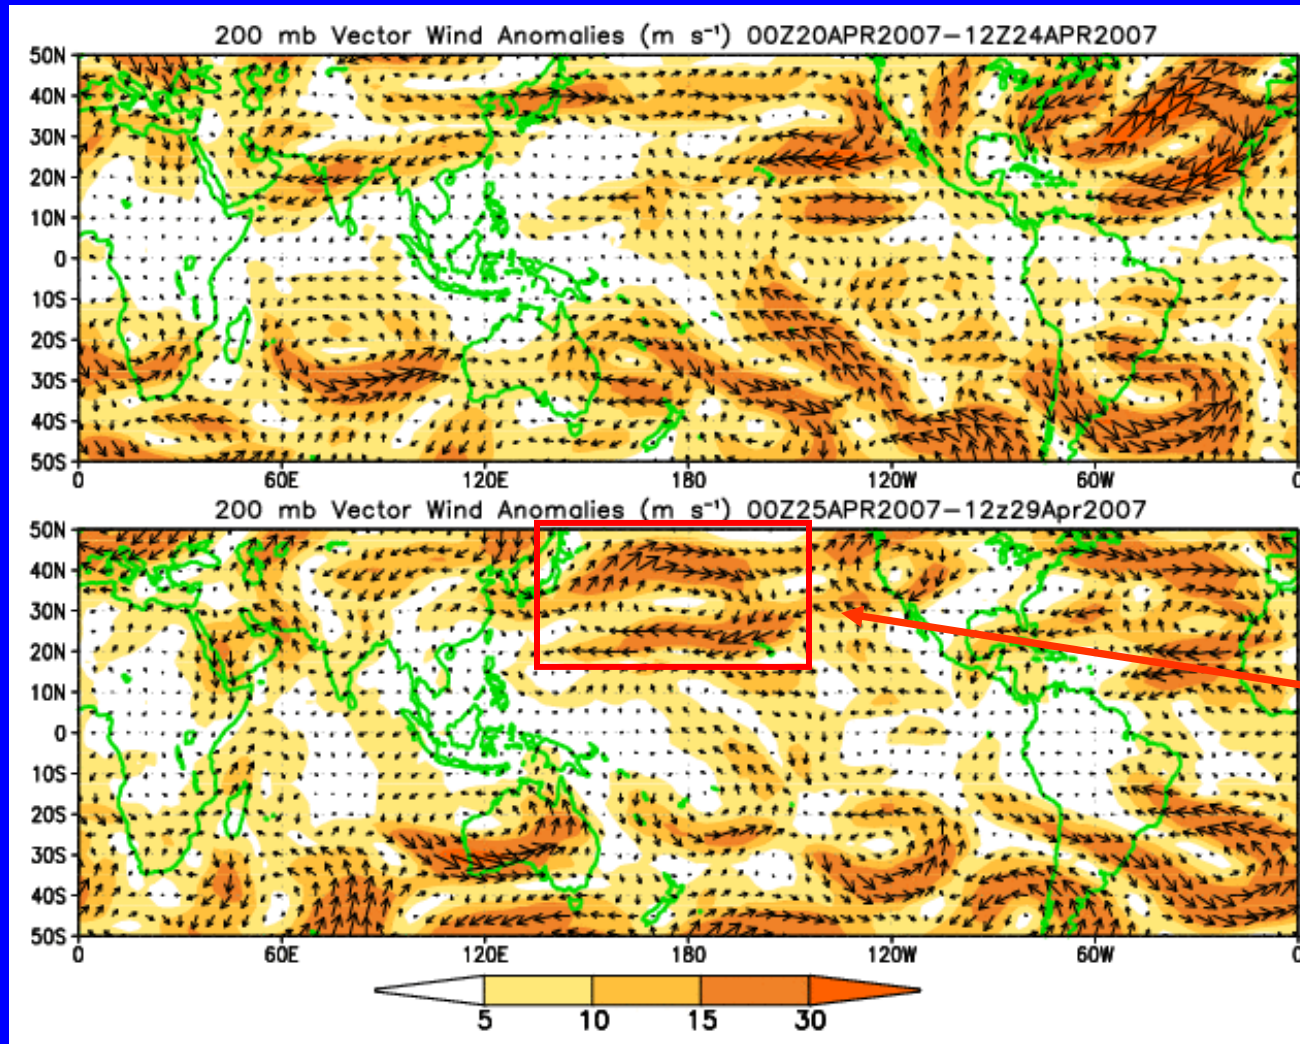 200 mb Vector Wind Anomalies (m s⁻¹) 00Z20APR2007-12Z24APR2007
50N
40N
30N
20N
10N
0
10S
20S
30S
40S
50S
0 60E 120E 180 120W 60W 0
200 mb Vector Wind Anomalies (m s⁻¹) 00Z25APR2007-12z29Apr2007
50N
40N
30N
20N
10N
0
10S
20S
30S
40S
50S
0 60E 120E 180 120W 60W 0
5 10 15 30